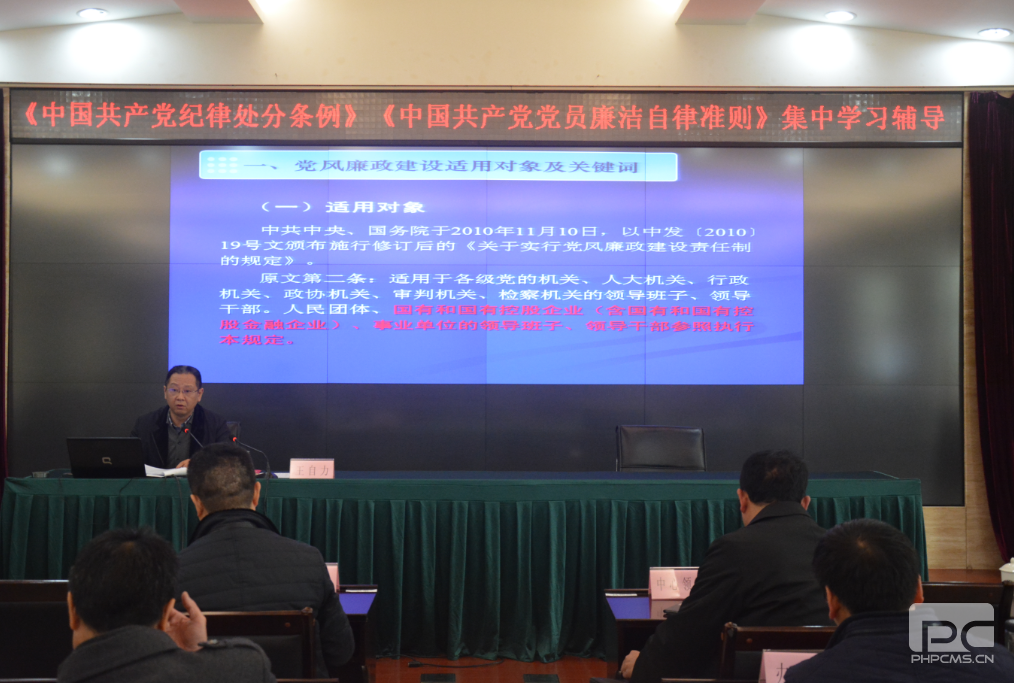 《中国共产党纪律处分条例》《中国共产党党员廉洁自律准则》集中学习辅导
一、党风廉政建设适用对象及关键词
（一）适用对象
中共中央、国务院于2010年11月10日，以中发〔2010〕
19号文颁布施行修订后的《关于实行党风廉政建设责任制
的规定》。
原文第二条：适用于各级党的机关、人大机关、行政
机关、政协机关、审判机关、检察机关的领导班子、领导
干部。人民团体、国有和国有控股企业（含国有和国有控
股金融企业）、事业单位的领导班子、领导干部参照执行
本规定。
王自力
PC
PHPCMS.CN